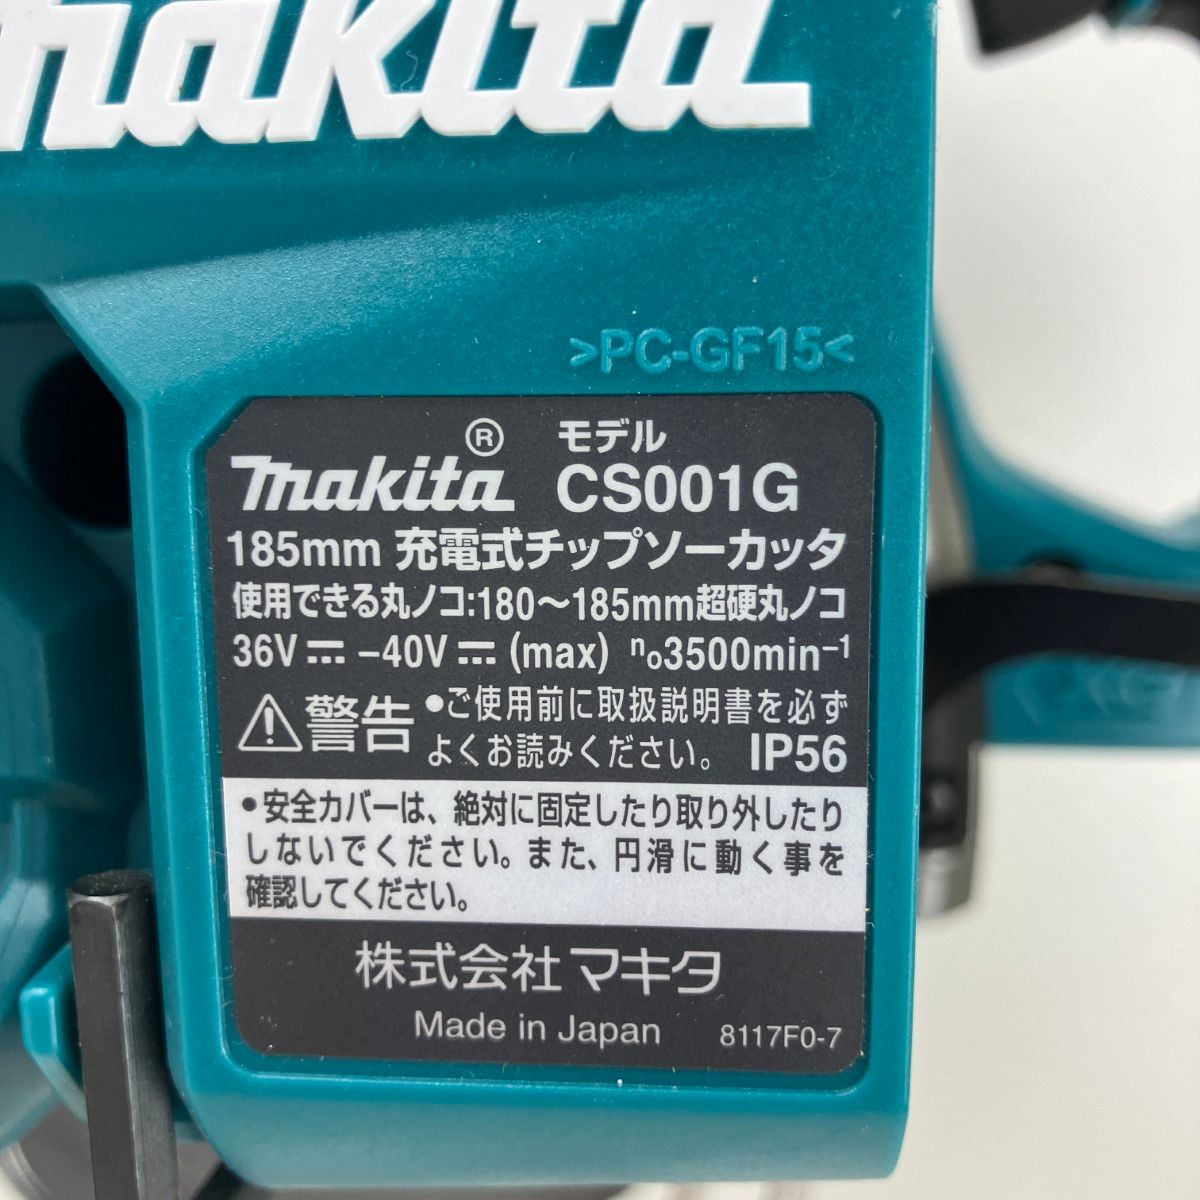 makita
>PC-GF15<
makita® モデル
CS001G
185mm 充電式チップソーカッタ
使用できる丸ノコ:180～185mm超硬丸ノコ
36V⎓ -40V⎓ (max) no3500min-1
警告 •ご使用前に取扱説明書を必ず
よくお読みください。 IP56
•安全カバーは、絶対に固定したり取り外したり
しないでください。また、円滑に動く事を
確認してください。
株式会社マキタ
Made in Japan 8117F0-7